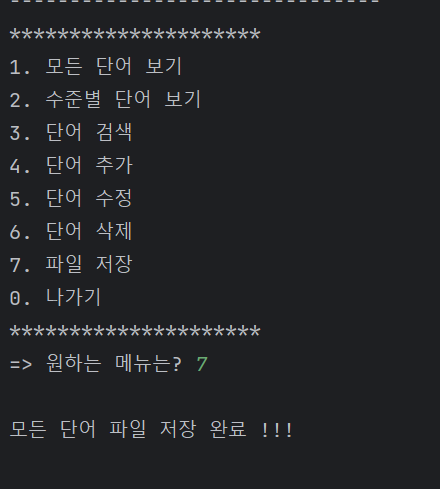 --------------------------------
*********************
1. 모든 단어 보기
2. 수준별 단어 보기
3. 단어 검색
4. 단어 추가
5. 단어 수정
6. 단어 삭제
7. 파일 저장
0. 나가기
*********************
=> 원하는 메뉴는? 7
모든 단어 파일 저장 완료 !!!